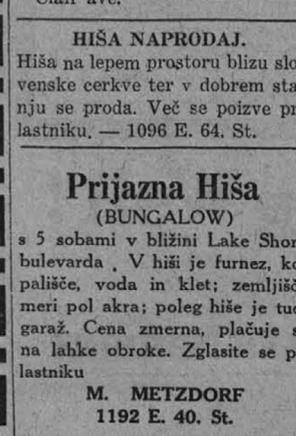 HIŠA NAPRODAJ.
Hiša na lepem prostoru blizu slo
venske cerkve ter v dobrem sta
nju se proda. Več se poizve pr
lastniku. — 1096 E. 64. St.
Prijazna Hiša
(BUNGALOW)
s 5 sobami v bližini Lake Shor
bulevarda . V hiši je furnez, ko
pališče, voda in klet; zemljišč
meri pol akra; poleg hiše je tud
garaž. Cena zmerna, plačuje s
na lahke obroke. Zglasite se p
lastniku
M. METZDORF
1192 E. 40. St.